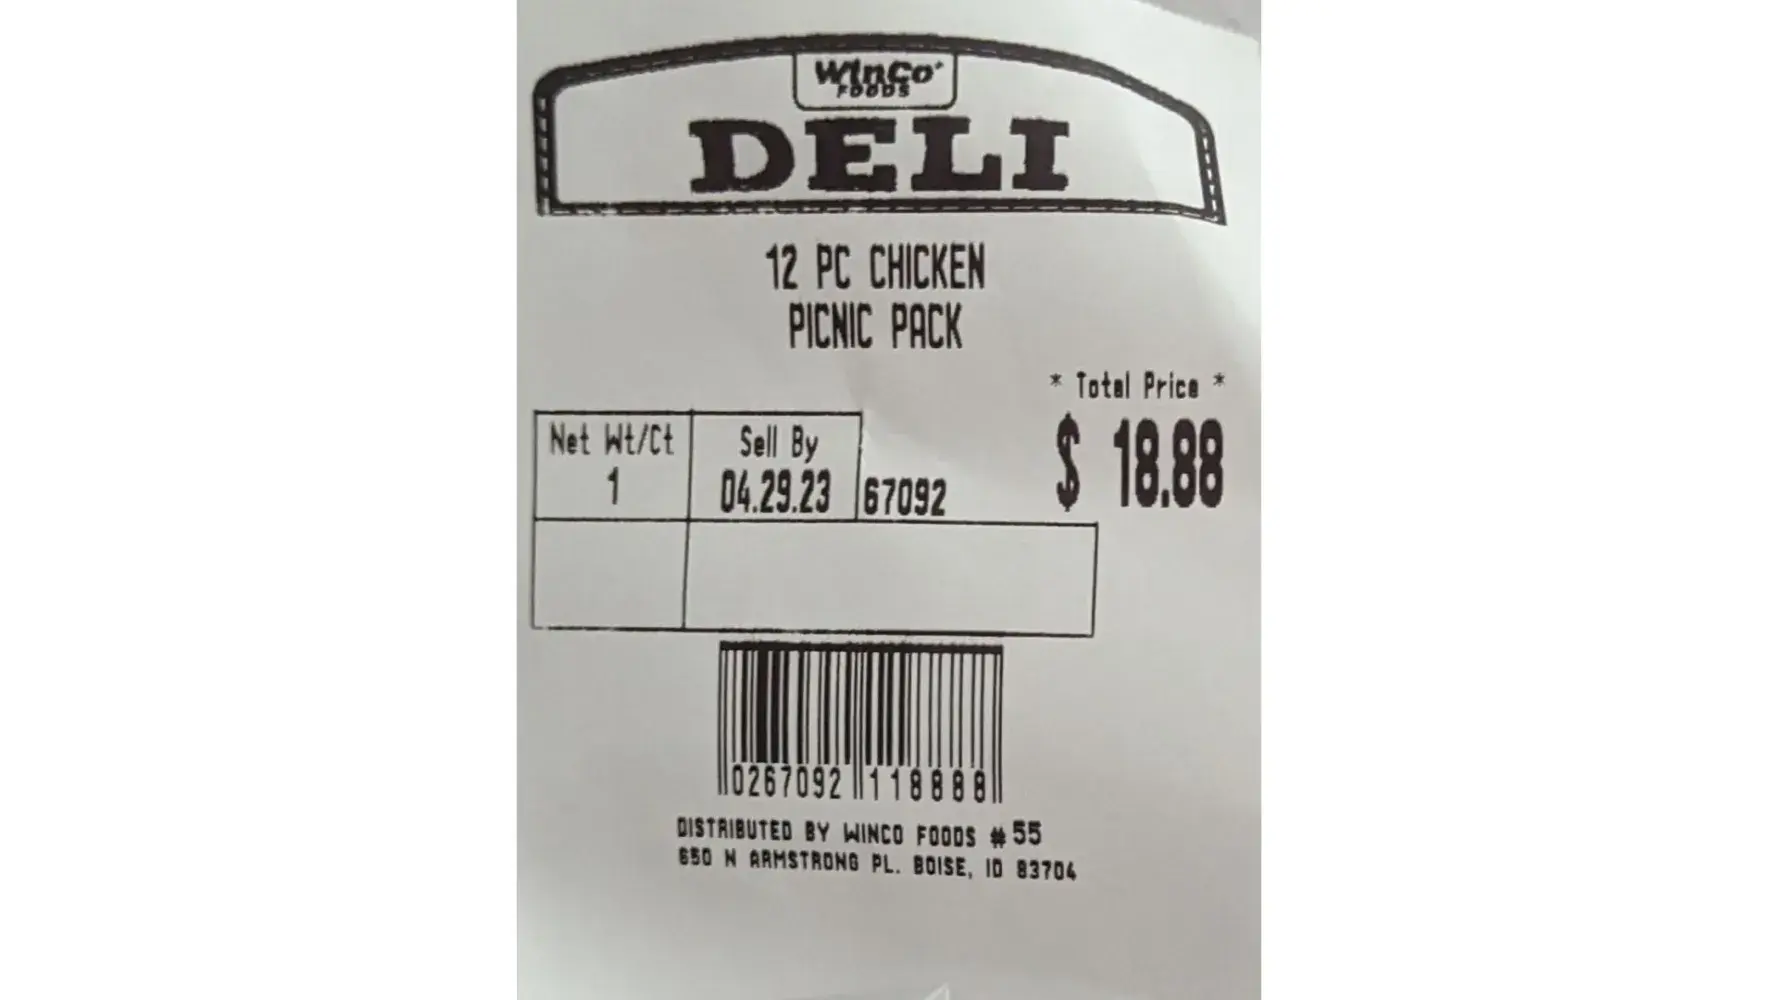 WinCo
FOODS
DELI
12 PC CHICKEN
PICNIC PACK
* Total Price *
$ 18.88
Net Wt/Ct
1
Sell By
04.29.23
67092
0267092 118888
DISTRIBUTED BY WINCO FOODS # 55
650 N ARMSTRONG PL. BOISE, ID 83704